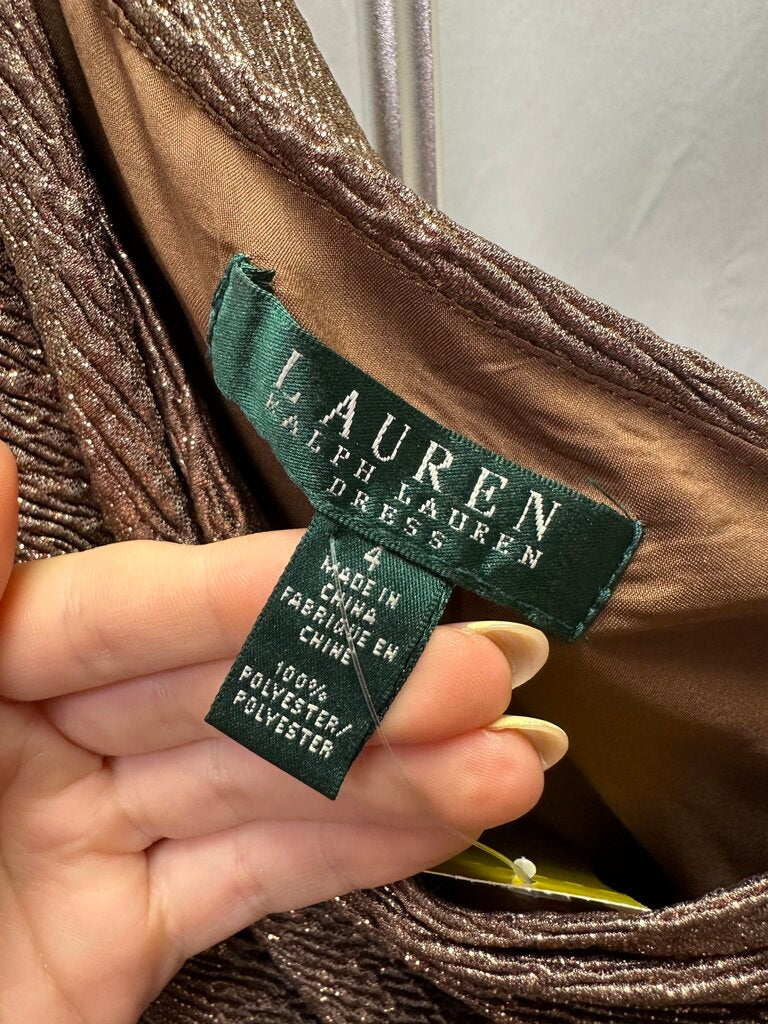 LAUREN
RALPH LAUREN
DRESS
4
MADE IN
CHINA
FABRIQUE EN
CHINE
100%
POLYESTER/
POLYESTER